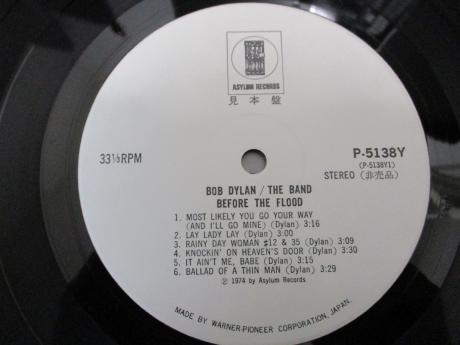 ASYLUM RECORDS
見本盤
33⅓RPM
P-5138Y
(P-5138Y1)
STEREO (非売品)
BOB DYLAN / THE BAND
BEFORE THE FLOOD
1. MOST LIKELY YOU GO YOUR WAY
(AND I'LL GO MINE) (Dylan) 3:15
2. LAY LADY LAY (Dylan) 3:00
3. RAINY DAY WOMAN #12 & 35 (Dylan) 3:09
4. KNOCKIN' ON HEAVEN'S DOOR (Dylan) 3:30
5. IT AIN'T ME, BABE (Dylan) 3:15
6. BALLAD OF A THIN MAN (Dylan) 3:29
℗ 1974 by Asylum Records
MADE BY WARNER-PIONEER CORPORATION, JAPAN.